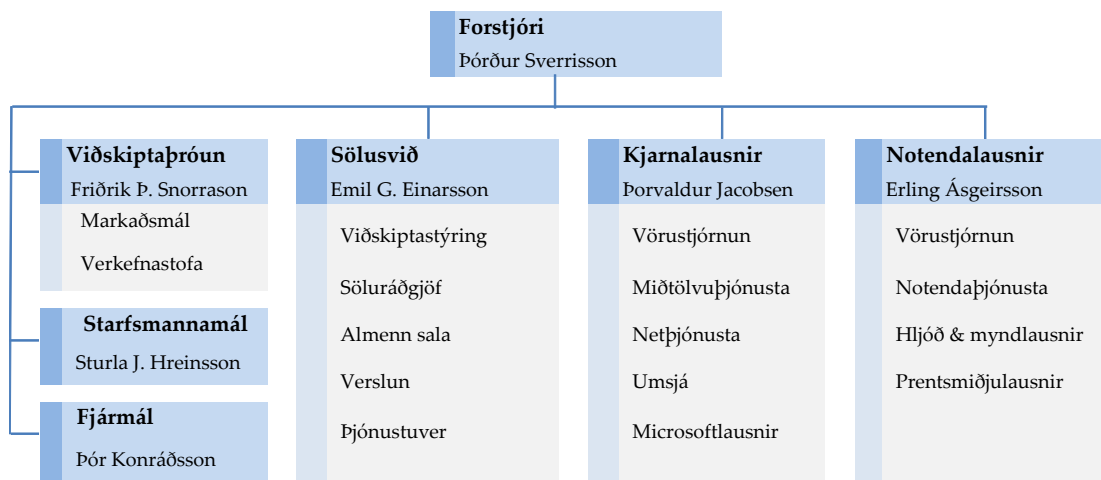 Forstjóri
Þórður Sverrisson
Viðskiptaþróun
Friðrik Þ. Snorrason
Markaðsmál
Verkefnastofa
Starfsmannamál
Sturla J. Hreinsson
Fjármál
Þór Konráðsson
Sölusvið
Emil G. Einarsson
Viðskiptastýring
Söluráðgjöf
Almenn sala
Verslun
Þjónustuver
Kjarnalausnir
Þorvaldur Jacobsen
Vörustjórnun
Miðtölvuþjónusta
Netþjónusta
Umsjá
Microsoftlausnir
Notendalausnir
Erling Ásgeirsson
Vörustjórnun
Notendaþjónusta
Hljóð & myndlausnir
Prentsmiðjulausnir